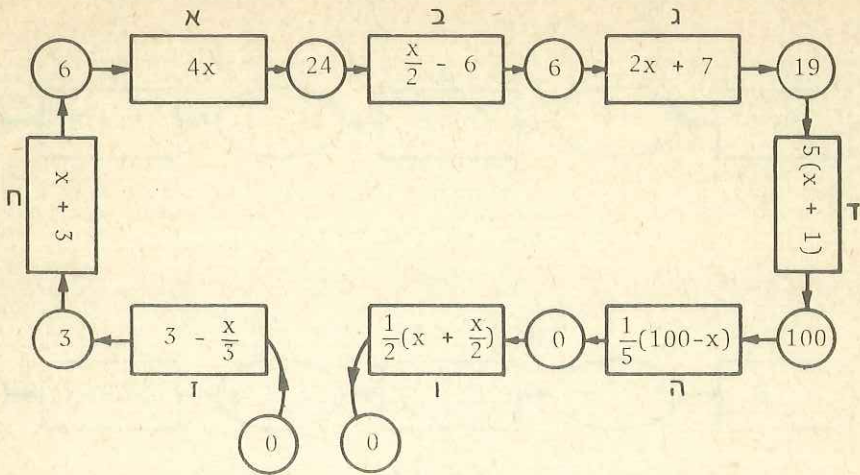 א ב ג
6 4x 24 x/2 - 6 6 2x + 7 19
ח x + 3 5(x + 1) ד
3 3 - x/3 1/2(x + x/2) 0 1/5(100-x) 100
ז ו ה
0 0